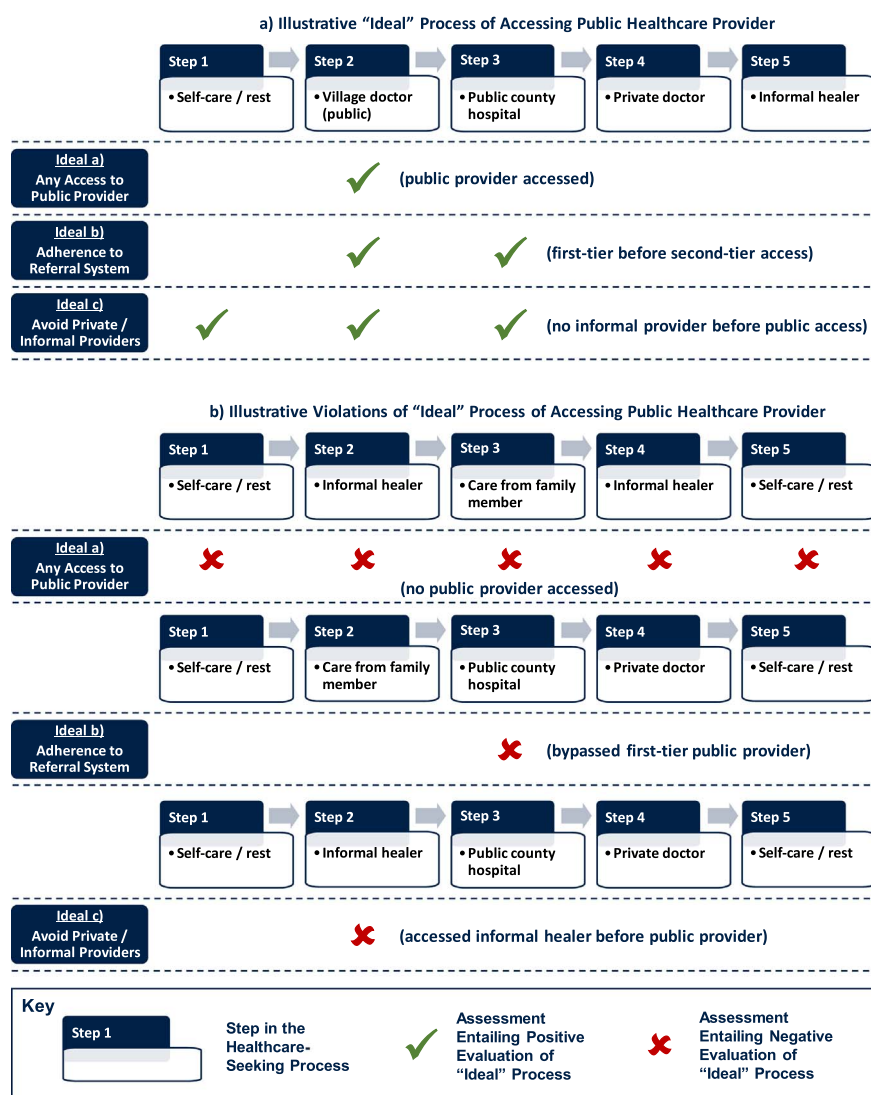 a) Illustrative “Ideal” Process of Accessing Public Healthcare Provider
Step 1
Step 2
Step 3
Step 4
Step 5
• Self-care / rest
• Village doctor
(public)
• Public county
hospital
• Private doctor
• Informal healer
Ideal a)
Any Access to
Public Provider
(public provider accessed)
Ideal b)
Adherence to
Referral System
(first-tier before second-tier access)
Ideal c)
Avoid Private /
Informal Providers
(no informal provider before public access)
b) Illustrative Violations of “Ideal” Process of Accessing Public Healthcare Provider
Step 1
Step 2
Step 3
Step 4
Step 5
• Self-care / rest
• Informal healer
• Care from family
member
• Informal healer
• Self-care / rest
Ideal a)
Any Access to
Public Provider
(no public provider accessed)
Step 1
Step 2
Step 3
Step 4
Step 5
• Self-care / rest
• Care from family
member
• Public county
hospital
• Private doctor
• Self-care / rest
Ideal b)
Adherence to
Referral System
(bypassed first-tier public provider)
Step 1
Step 2
Step 3
Step 4
Step 5
• Self-care / rest
• Informal healer
• Public county
hospital
• Private doctor
• Self-care / rest
Ideal c)
Avoid Private /
Informal Providers
(accessed informal healer before public provider)
Key
Step 1
Step in the
Healthcare-
Seeking Process
Assessment
Entailing Positive
Evaluation of
“Ideal” Process
Assessment
Entailing Negative
Evaluation of
“Ideal” Process